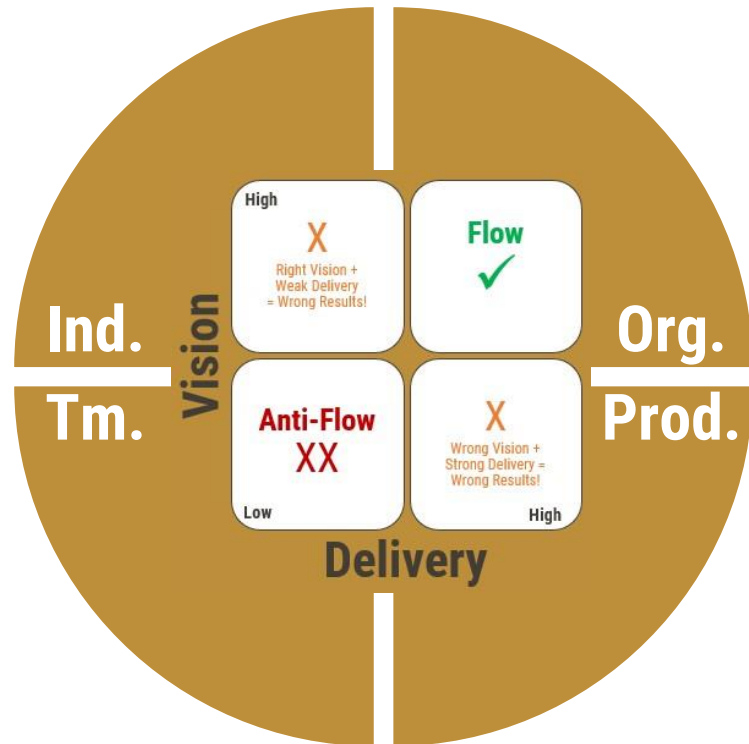 High
X
Right Vision +
Weak Delivery
= Wrong Results!
Flow
Ind.
Org.
Vision
Tm.
Prod.
Anti-Flow
XX
Low
X
Wrong Vision +
Strong Delivery =
Wrong Results!
High
Delivery